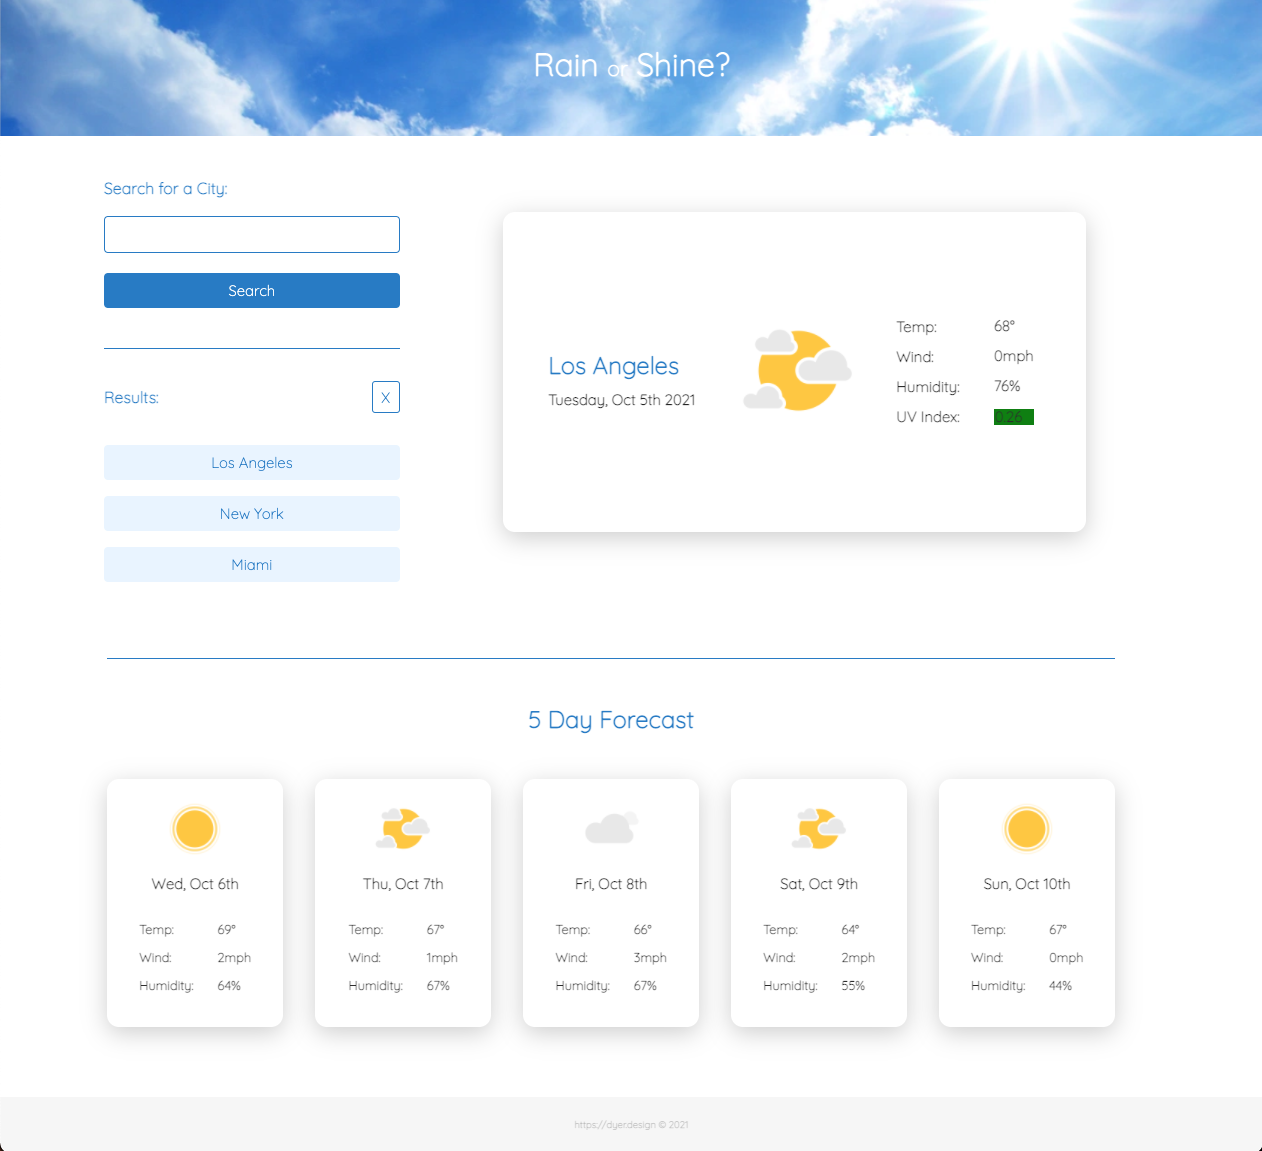 Rain or Shine?
Search for a City:
Search
Results:
X
Los Angeles
New York
Miami
Los Angeles
Tuesday, Oct 5th 2021
Temp: 68°
Wind: 0mph
Humidity: 76%
UV Index: 0.26
5 Day Forecast
Wed, Oct 6th
Temp: 69°
Wind: 2mph
Humidity: 64%
Thu, Oct 7th
Temp: 67°
Wind: 1mph
Humidity: 67%
Fri, Oct 8th
Temp: 66°
Wind: 3mph
Humidity: 67%
Sat, Oct 9th
Temp: 64°
Wind: 2mph
Humidity: 55%
Sun, Oct 10th
Temp: 67°
Wind: 0mph
Humidity: 44%
https://dyer.design © 2021